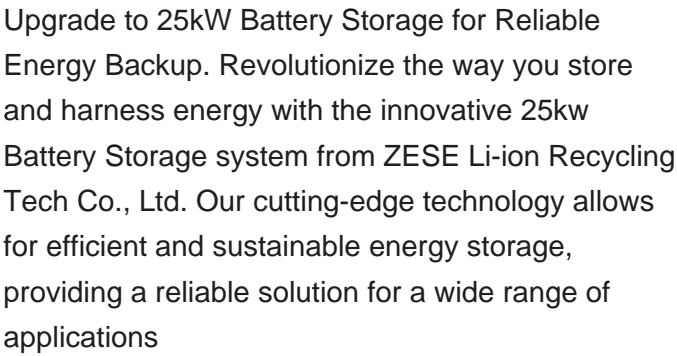 Upgrade to 25kW Battery Storage for Reliable
Energy Backup. Revolutionize the way you store
and harness energy with the innovative 25kw
Battery Storage system from ZESE Li-ion Recycling
Tech Co., Ltd. Our cutting-edge technology allows
for efficient and sustainable energy storage,
providing a reliable solution for a wide range of
applications